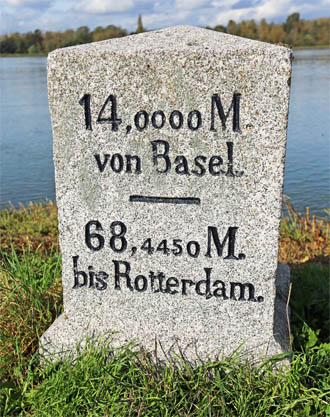 14,0000 M
von Basel.
68,4450 M.
bis Rotterdam.